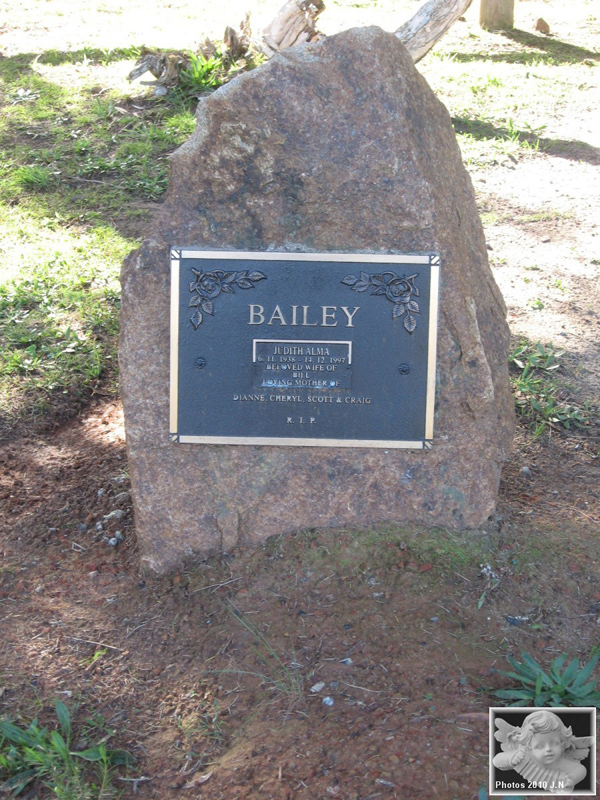 BAILEY
JUDITH ALMA
6. 11. 1938 - 14. 12. 1997
BELOVED WIFE OF
BILL
LOVING MOTHER OF
DIANNE, CHERYL, SCOTT & CRAIG
R. I. P.
Photos 2010 J.N